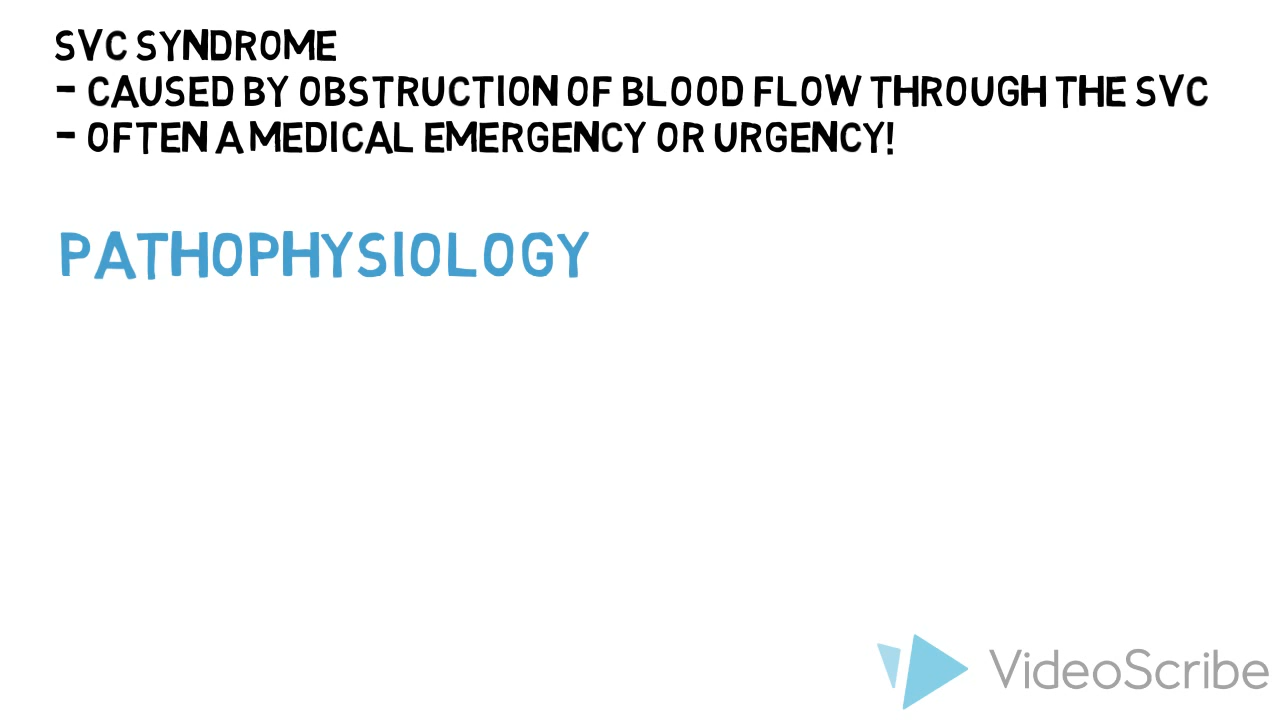 SVC SYNDROME
- CAUSED BY OBSTRUCTION OF BLOOD FLOW THROUGH THE SVC
- OFTEN A MEDICAL EMERGENCY OR URGENCY!
PATHOPHYSIOLOGY
VideoScribe